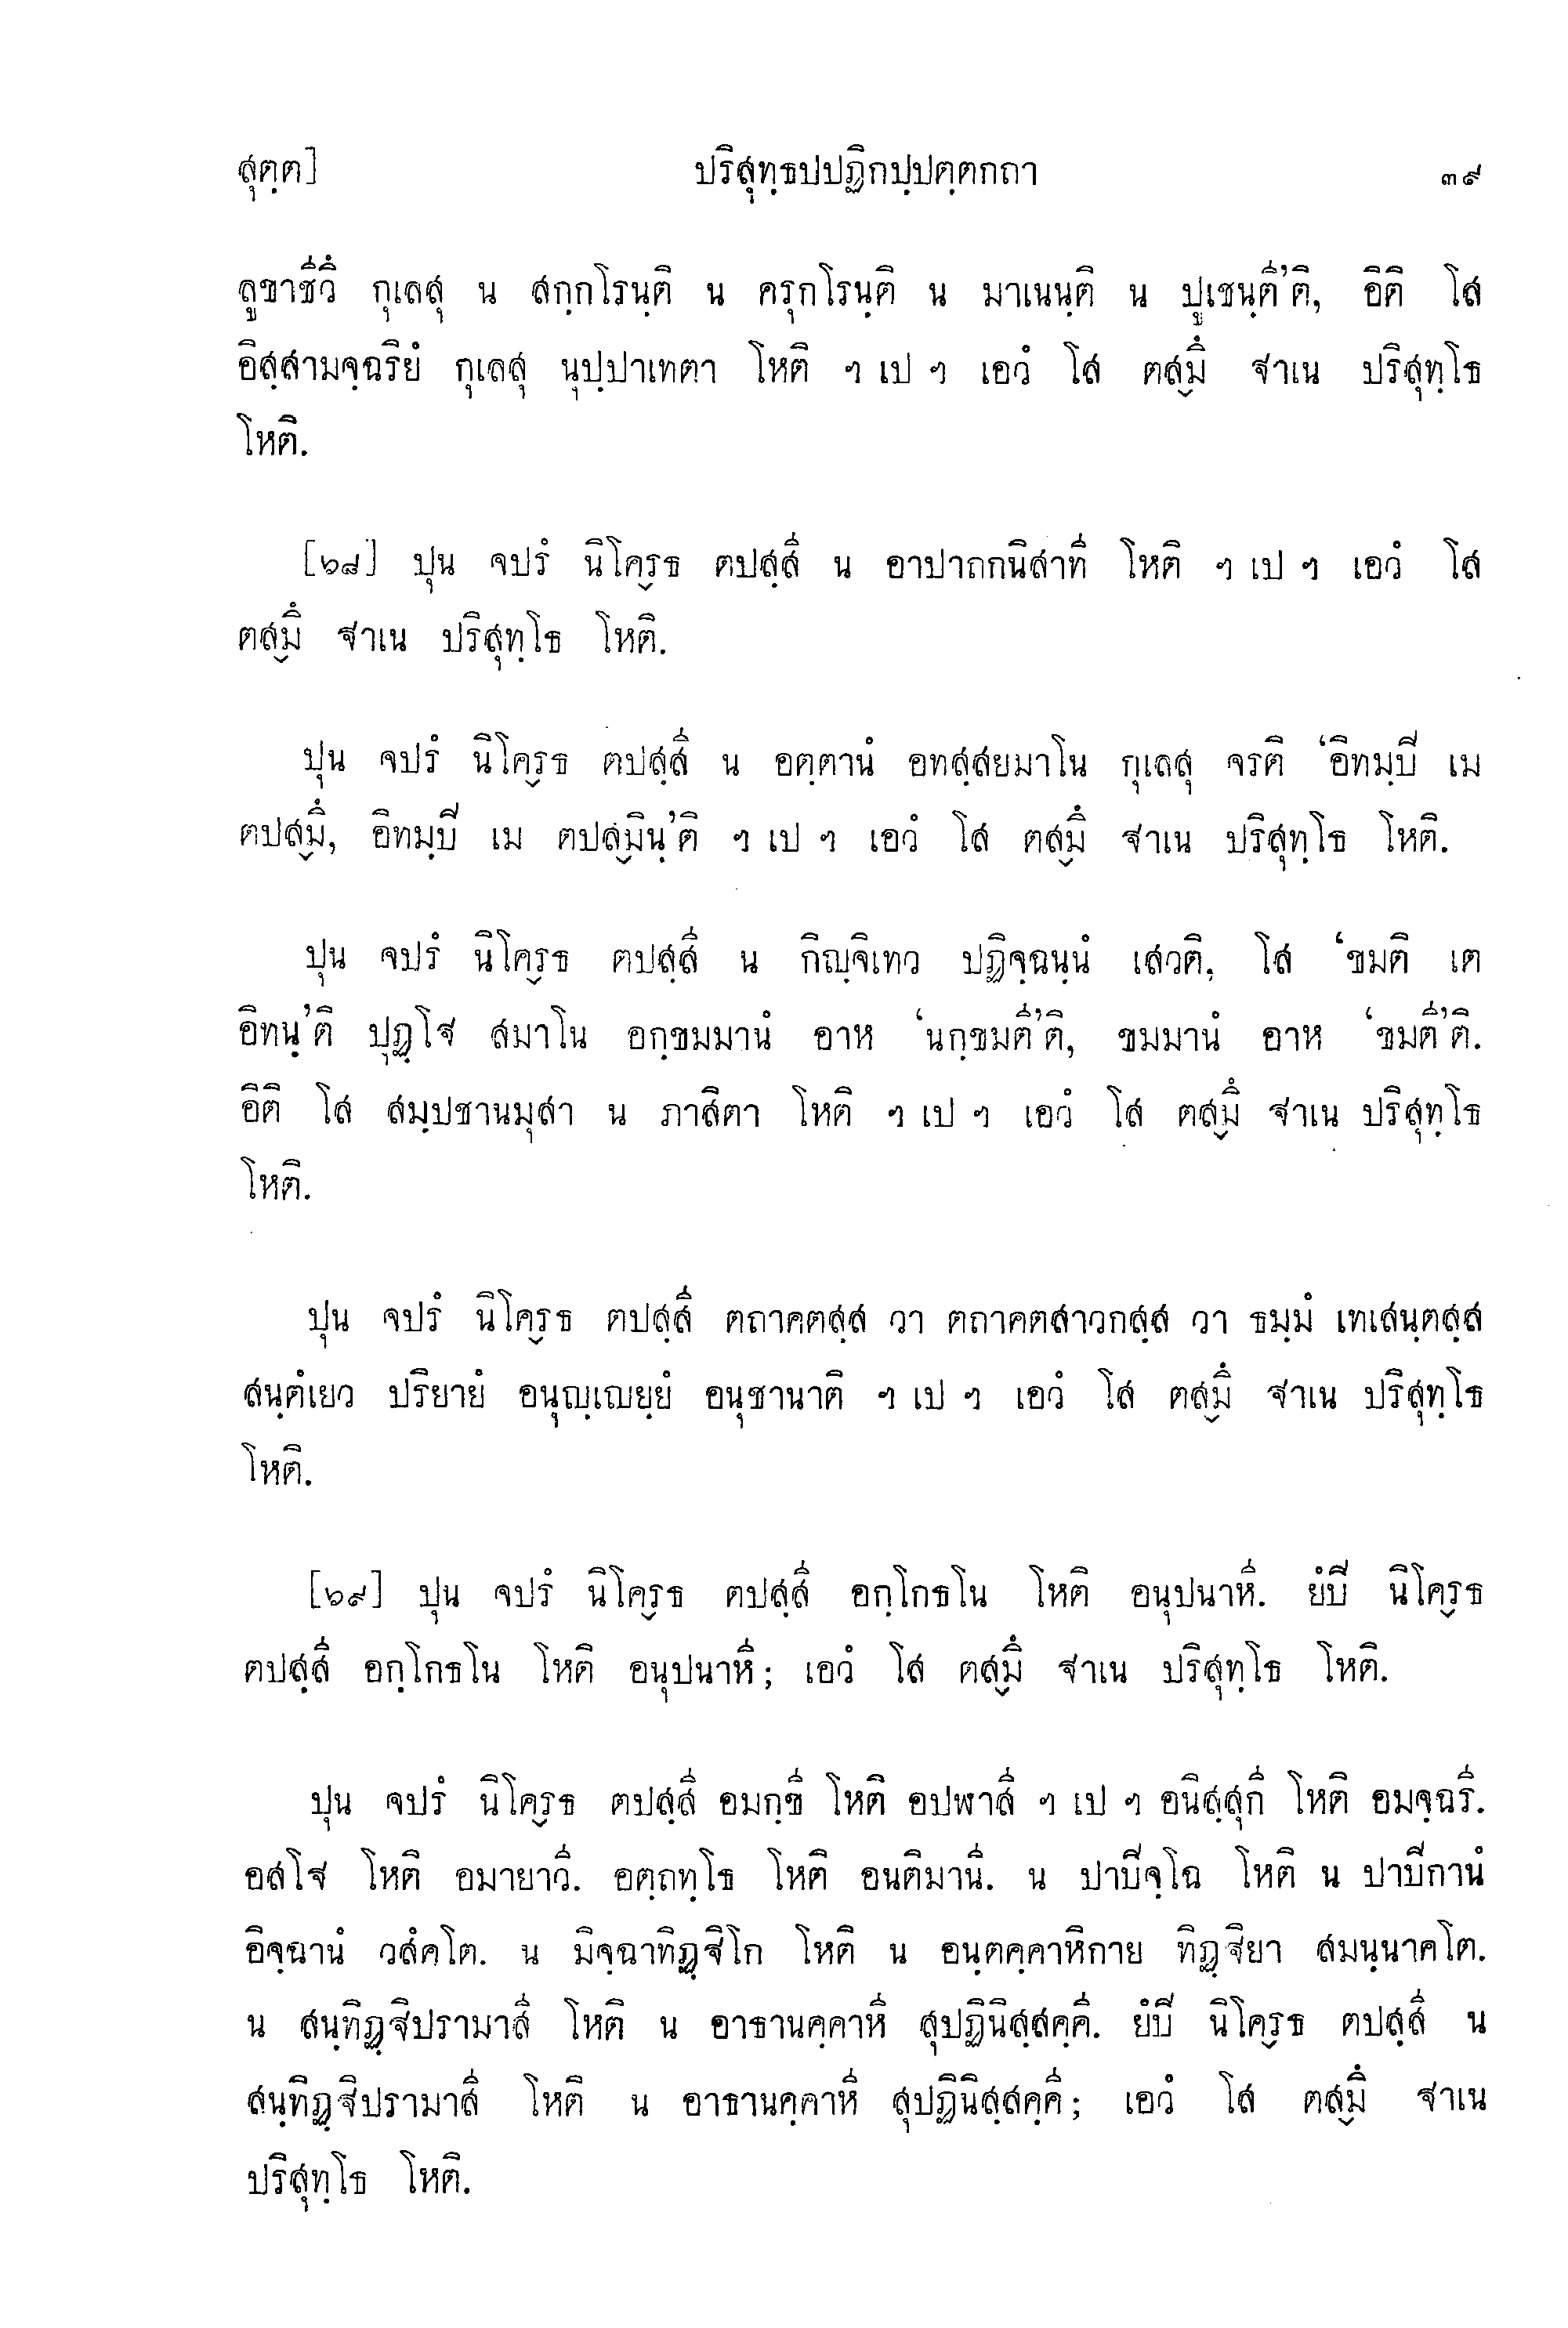 สุตฺต] ปริสุทฺธปปฏิกปฺปตฺตกถา ๓๙
ลูขาชีวึ กุเลสุ น สกฺกโรนฺติ น ครุกโรนฺติ น มาเนนฺติ น ปูเชนฺตี’ติ, อิติ โส
อิสฺสามจฺฉริยํ กุเลสุ นุปฺปาเทตา โหติ ฯ เป ฯ เอวํ โส ตส๎มึ ฐาเน ปริสุทฺโธ
โหติ.
[๖๘] ปุน จปรํ นิโค๎รธ ตปสฺสี น อาปาถกนิสาที โหติ ฯ เป ฯ เอวํ โส
ตส๎มึ ฐาเน ปริสุทฺโธ โหติ.
ปุน จปรํ นิโค๎รธ ตปสฺสี น อตฺตานํ อทสฺสยมาโน กุเลสุ จรติ ‘อิทมฺปิ เม
ตปส๎มึ, อิทมฺปิ เม ตปส๎มินฺ’ติ ฯ เป ฯ เอวํ โส ตส๎มึ ฐาเน ปริสุทฺโธ โหติ.
ปุน จปรํ นิโค๎รธ ตปสฺสี น กิญฺจิเทว ปฏิจฺฉนฺนํ เสวติ, โส ‘ขมติ เต
อิทนฺ’ติ ปุฏฺโฐ สมาโน อกฺขมมานํ อาห ‘นกฺขมตี’ติ, ขมมานํ อาห ‘ขมตี’ติ.
อิติ โส สมฺปชานมุสา น ภาสิตา โหติ ฯ เป ฯ เอวํ โส ตส๎มึ ฐาเน ปริสุทฺโธ
โหติ.
ปุน จปรํ นิโค๎รธ ตปสฺสี ตถาคตสฺส วา ตถาคตสาวกสฺส วา ธมฺมํ เทเสนฺตสฺส
สนฺตํเยว ปริยายํ อนุญฺเญยฺยํ อนุชานาติ ฯ เป ฯ เอวํ โส ตส๎มึ ฐาเน ปริสุทฺโธ
โหติ.
[๖๙] ปุน จปรํ นิโค๎รธ ตปสฺสี อกฺโกธโน โหติ อนุปนาหี. ยํปิ นิโค๎รธ
ตปสฺสี อกฺโกธโน โหติ อนุปนาหี; เอวํ โส ตส๎มึ ฐาเน ปริสุทฺโธ โหติ.
ปุน จปรํ นิโค๎รธ ตปสฺสี อมกฺขี โหติ อปฬาสี ฯ เป ฯ อนิสฺสุกี โหติ อมจฺฉรี.
อสโฐ โหติ อมายาวี. อตฺถทฺโธ โหติ อนติมานี. น ปาปิจฺโฉ โหติ น ปาปิกานํ
อิจฺฉานํ วสํคโต. น มิจฺฉาทิฏฺฐิโก โหติ น อนฺตคฺคาหิกาย ทิฏฺฐิยา สมนฺนาคโต.
น สนฺทิฏฺฐิปรามาสี โหติ น อาธานคฺคาหี สุปฏินิสฺสคฺคี. ยํปิ นิโค๎รธ ตปสฺสี น
สนฺทิฏฺฐิปรามาสี โหติ น อาธานคฺคาหี สุปฏินิสฺสคฺคี; เอวํ โส ตส๎มึ ฐาเน
ปริสุทฺโธ โหติ.